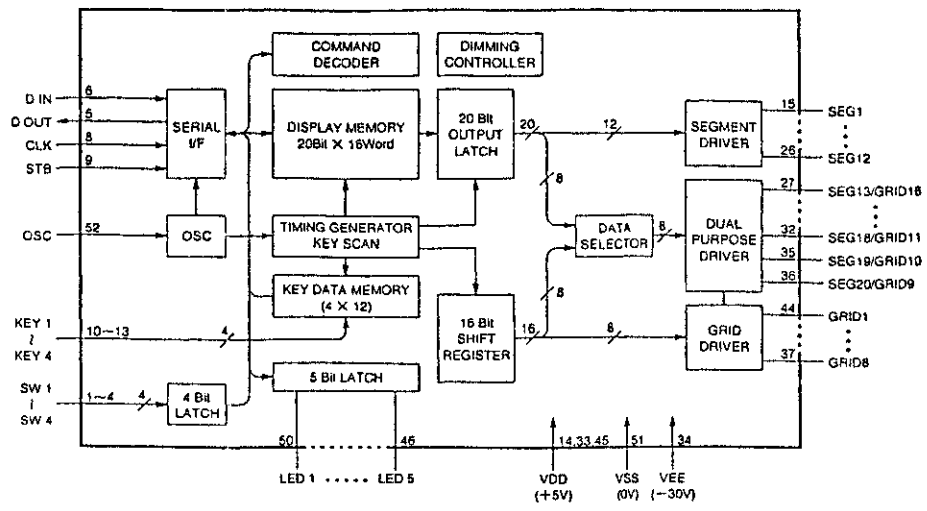 COMMAND
DECODER
DIMMING
CONTROLLER
D IN
6
D OUT
5
CLK
8
STB
9
SERIAL
I/F
DISPLAY MEMORY
20Bit X 16Word
20 Bit
OUTPUT
LATCH
20
12
8
SEGMENT
DRIVER
15
SEG1
26
SEG12
OSC
52
OSC
TIMING GENERATOR
KEY SCAN
DATA
SELECTOR
8
DUAL
PURPOSE
DRIVER
27
SEG13/GRID16
32
SEG18/GRID11
35
SEG19/GRID10
36
SEG20/GRID9
KEY DATA MEMORY
(4 X 12)
KEY 1
~
KEY 4
10~13
4
16 Bit
SHIFT
REGISTER
16
8
8
GRID
DRIVER
44
GRID1
37
GRID8
SW 1
~
SW 4
1~4
4
4 Bit
LATCH
5 Bit LATCH
50
46
LED 1 ····· LED 5
14,33,45
VDD
(+5V)
51
VSS
(0V)
34
VEE
(−30V)